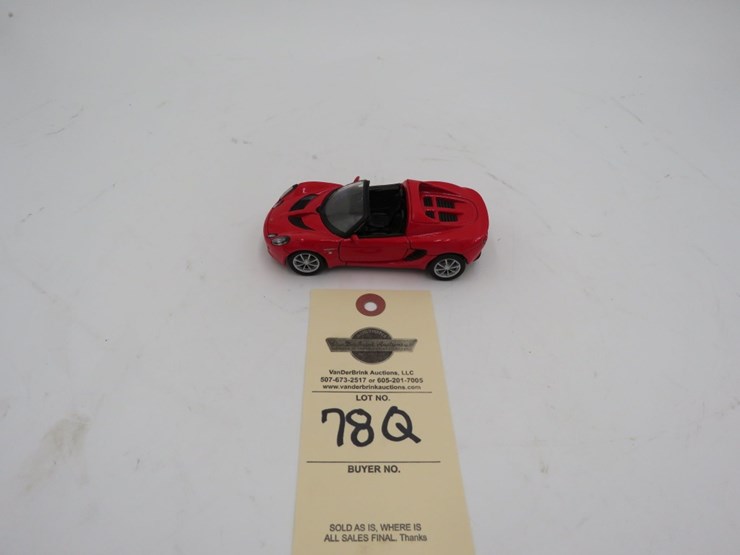 VanDerBrink Auctions, LLC
507-673-2517 or 605-201-7005
www.vanderbrinkauctions.com
LOT NO.
78Q
BUYER NO.
SOLD AS IS, WHERE IS
ALL SALES FINAL. Thanks